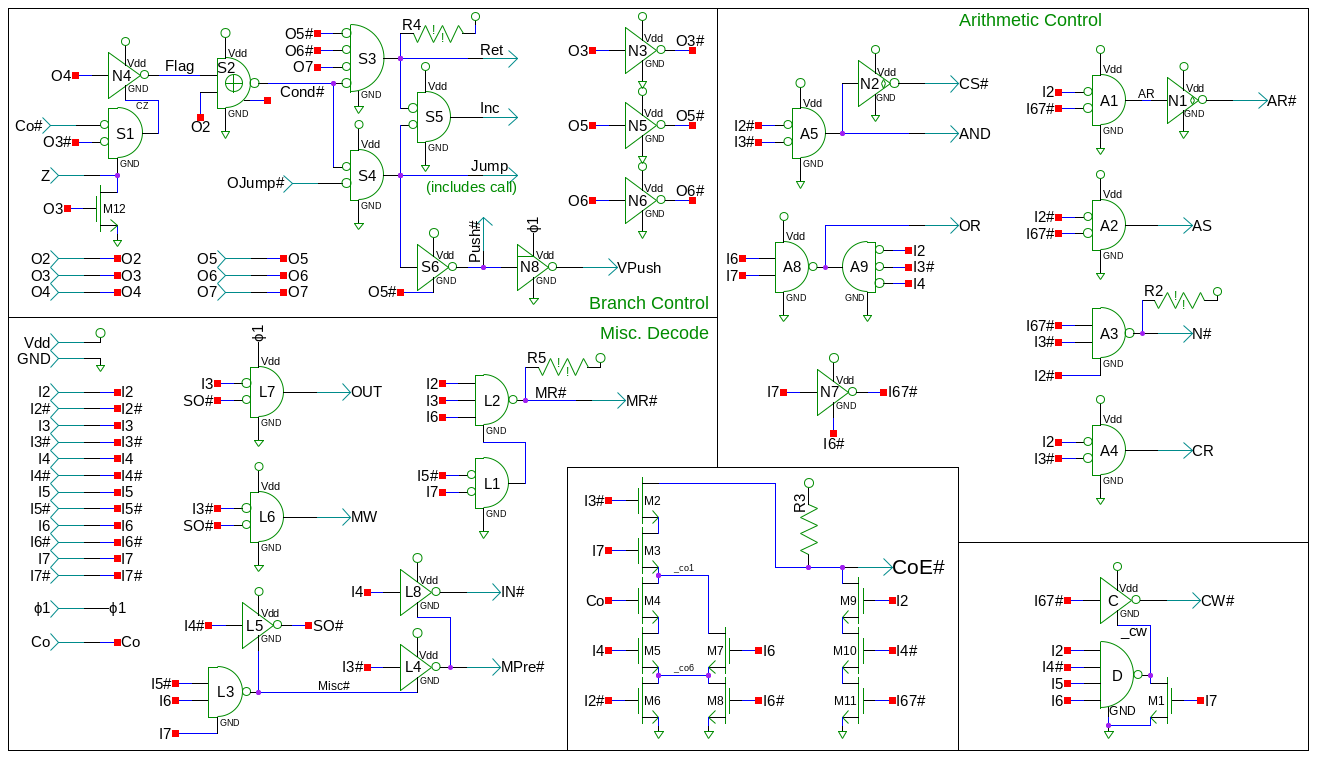 R4
Vdd
O5#
O6#
O7
S3
GND
Ret
O4
N4
Vdd
GND
Flag
S2
Vdd
GND
Cond#
O2
CZ
Co#
O3#
S1
GND
Z
O3
M12
Vdd
S5
GND
Inc
OJump#
Vdd
S4
GND
Jump
(includes call)
O3
N3
Vdd
GND
O3#
O5
N5
Vdd
GND
O5#
O6
N6
Vdd
GND
O6#
Push#
ϕ1
S6
Vdd
GND
O5#
N8
Vdd
GND
VPush
O2 O2
O3 O3
O4 O4
O5 O5
O6 O6
O7 O7
Branch Control
Arithmetic Control
I2#
I3#
Vdd
A5
GND
N2
Vdd
GND
CS#
AND
I2
I67#
Vdd
A1
GND
AR
N1
Vdd
GND
AR#
I2#
I67#
Vdd
A2
GND
AS
I6
I7
Vdd
A8
GND
A9
GND
I2
I3#
I4
OR
R2
I67#
I3#
I2#
Vdd
A3
GND
N#
I7
N7
Vdd
GND
I67#
I6#
I2
I3#
Vdd
A4
GND
CR
Misc. Decode
Vdd
GND
I2 I2
I2# I2#
I3 I3
I3# I3#
I4 I4
I4# I4#
I5 I5
I5# I5#
I6 I6
I6# I6#
I7 I7
I7# I7#
ϕ1 ϕ1
Co Co
ϕ1
I3
SO#
Vdd
L7
GND
OUT
I3#
SO#
Vdd
L6
GND
MW
R5
I2
I3
I6
L2
GND
MR#
MR#
I5#
I7
L1
GND
I4#
L5
Vdd
GND
SO#
I4
L8
Vdd
GND
IN#
I3#
L4
Vdd
GND
MPre#
I5#
I6
I7
L3
GND
Misc#
I3#
M2
I7
M3
_co1
Co
M4
I4
M5
_co6
I2#
M6
M7
I6
M8
I6#
R3
CoE#
M9
I2
M10
I4#
M11
I67#
I67#
C
Vdd
GND
CW#
_cw
I2
I4#
I5
I6
D
GND
M1
I7